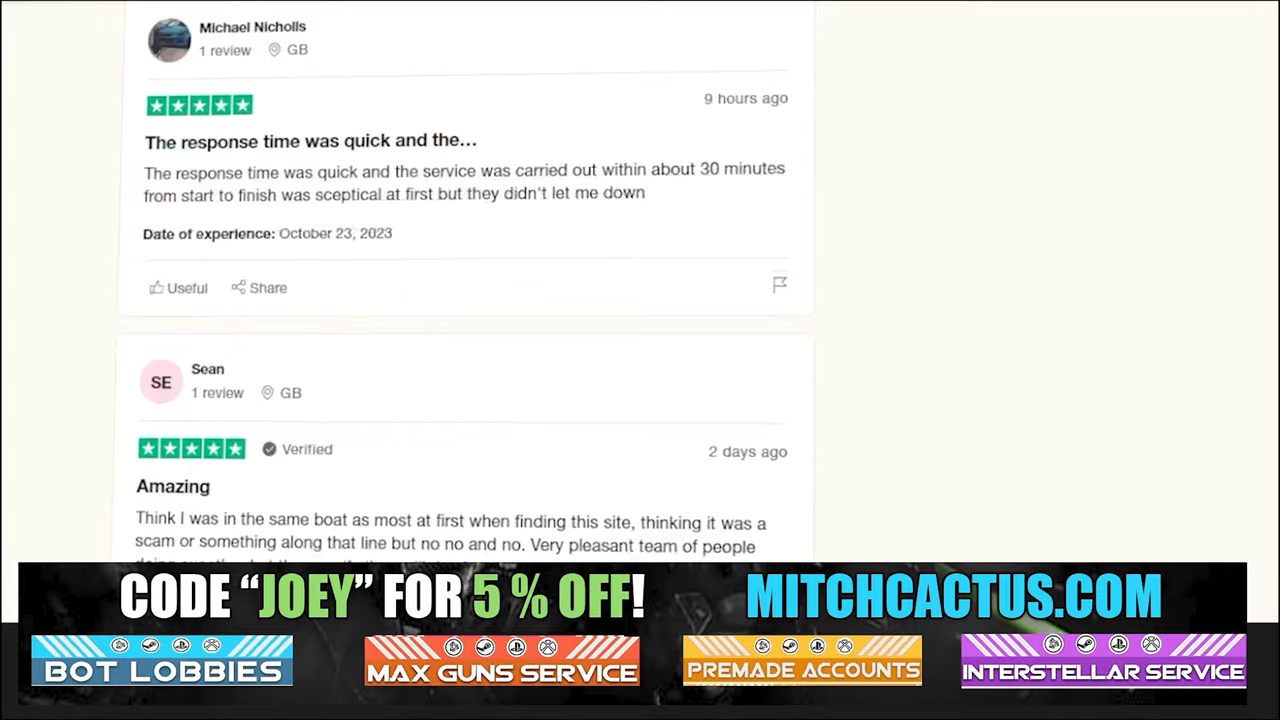 Michael Nicholls
1 review GB
9 hours ago
The response time was quick and the…
The response time was quick and the service was carried out within about 30 minutes
from start to finish was sceptical at first but they didn't let me down
Date of experience: October 23, 2023
Useful Share
SE
Sean
1 review GB
Verified
2 days ago
Amazing
Think I was in the same boat as most at first when finding this site, thinking it was a
scam or something along that line but no no and no. Very pleasant team of people
CODE “JOEY” FOR 5 % OFF!
MITCHCACTUS.COM
BOT LOBBIES
MAX GUNS SERVICE
PREMADE ACCOUNTS
INTERSTELLAR SERVICE